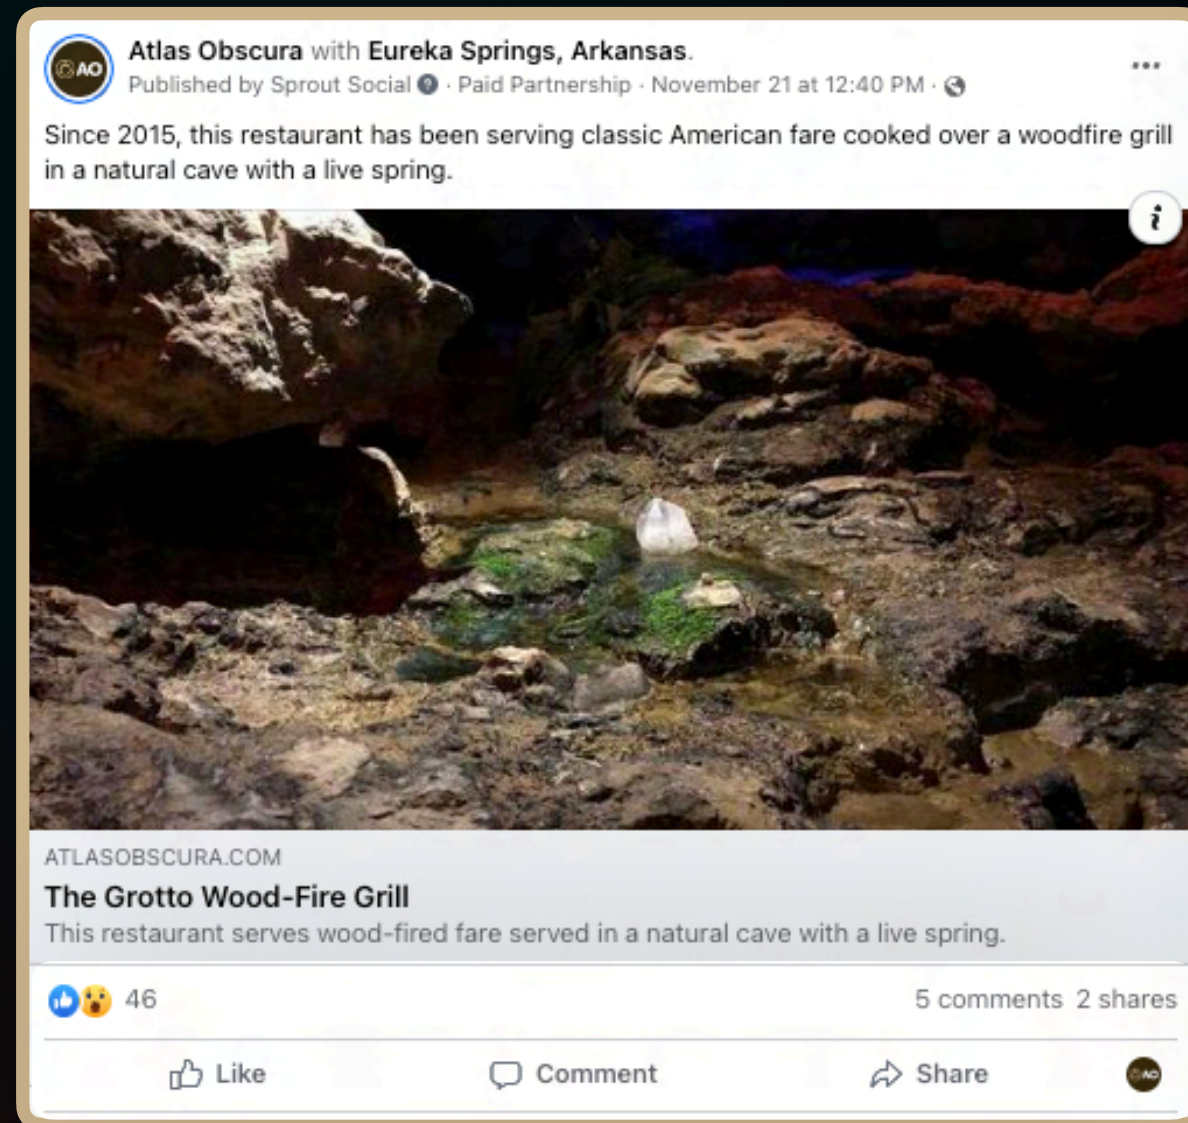 Atlas Obscura with Eureka Springs, Arkansas.
AO
Published by Sprout Social ? · Paid Partnership · November 21 at 12:40 PM ·
Since 2015, this restaurant has been serving classic American fare cooked over a woodfire grill
in a natural cave with a live spring.
i
ATLASOBSCURA.COM
The Grotto Wood-Fire Grill
This restaurant serves wood-fired fare served in a natural cave with a live spring.
46 5 comments 2 shares
Like Comment Share AO